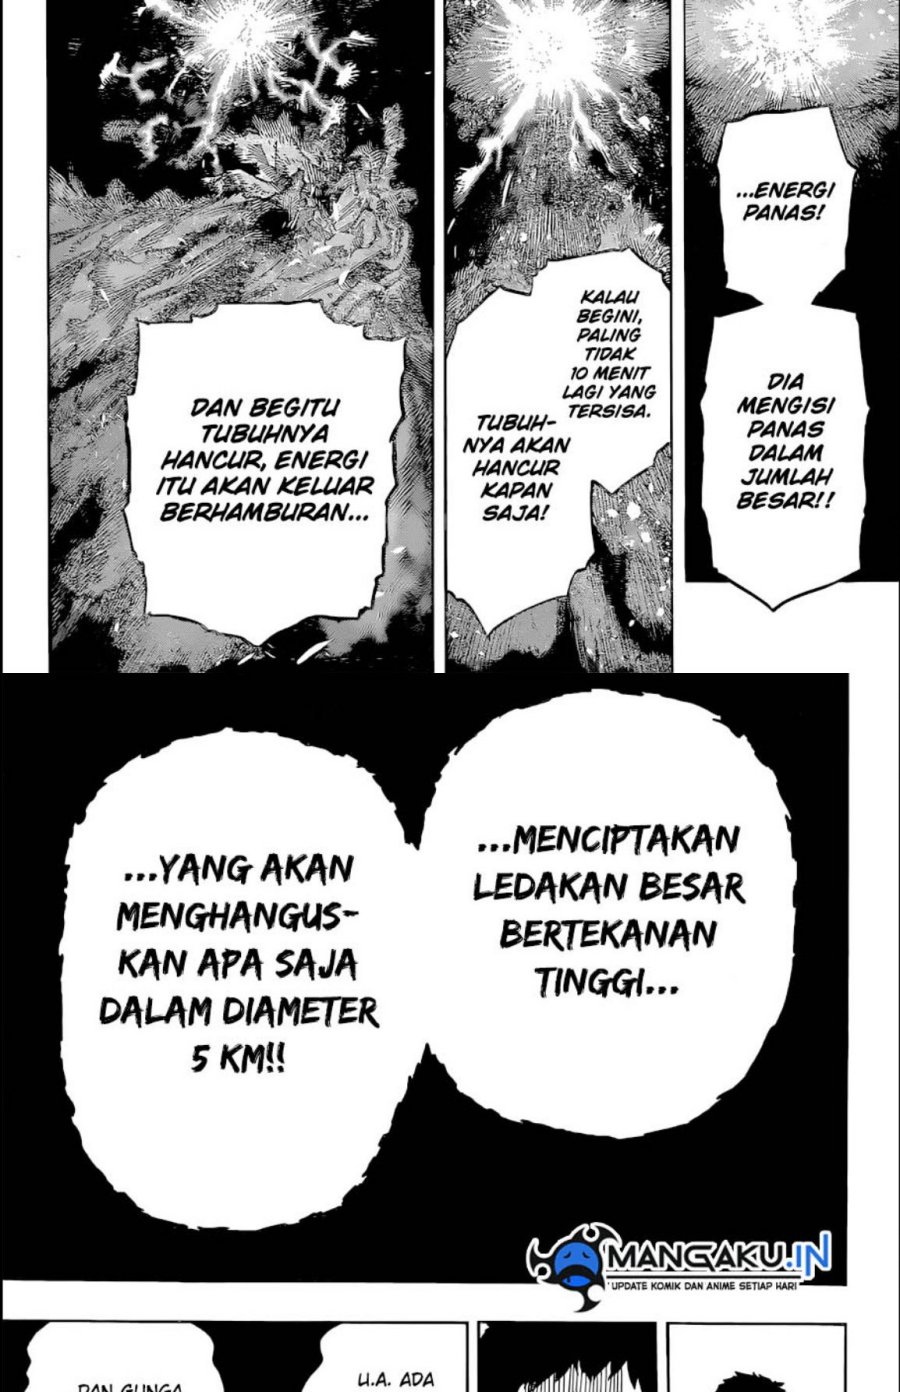 ...ENERGI
PANAS!
DIA
MENGISI
PANAS
DALAM
JUMLAH
BESAR!!
KALAU
BEGINI,
PALING
TIDAK
10 MENIT
LAGI YANG
TERSISA.
TUBUH-
NYA AKAN
HANCUR
KAPAN
SAJA!
DAN BEGITU
TUBUHNYA
HANCUR, ENERGI
ITU AKAN KELUAR
BERHAMBURAN...
...MENCIPTAKAN
LEDAKAN BESAR
BERTEKANAN
TINGGI...
...YANG AKAN
MENGHANGUS-
KAN APA SAJA
DALAM DIAMETER
5 KM!!
MANGAKU.IN
UPDATE KOMIK DAN ANIME SETIAP HARI
U.A. ADA
DAN GUNGA